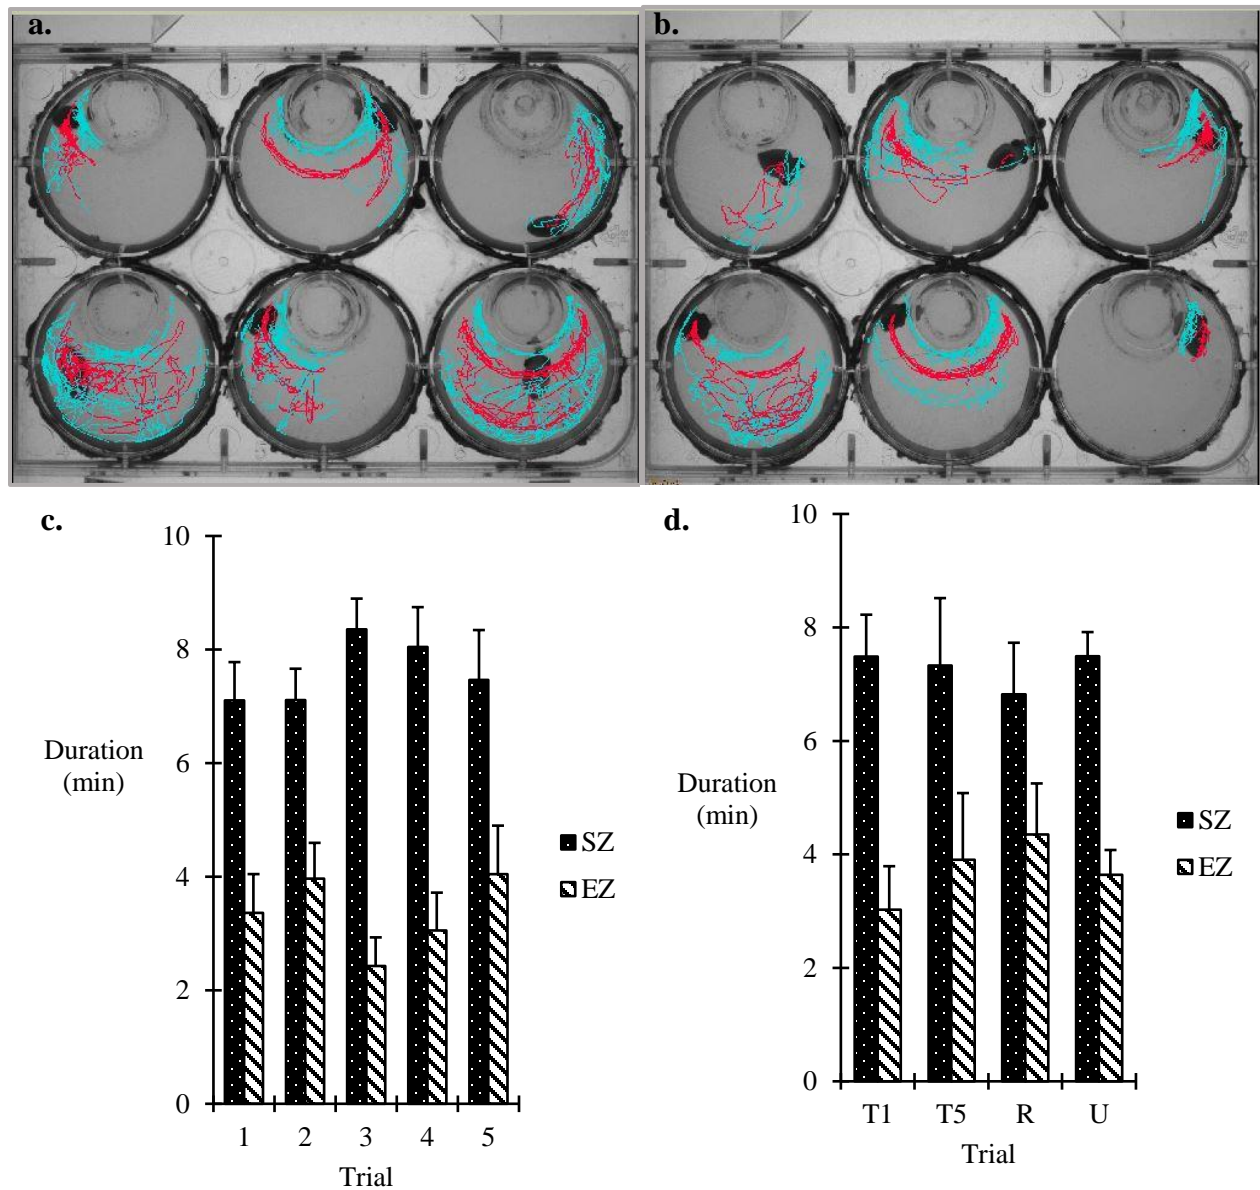 a.
b.
c.
10
8
6
4
2
0
Duration
(min)
1 2 3 4 5
Trial
SZ
EZ
d.
10
8
6
4
2
0
Duration
(min)
T1 T5 R U
Trial
SZ
EZ